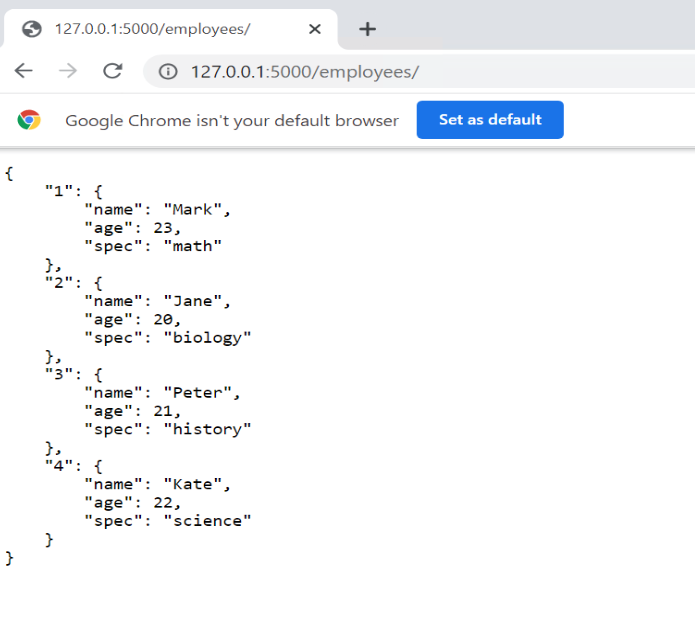 127.0.0.1:5000/employees/
127.0.0.1:5000/employees/
Google Chrome isn't your default browser Set as default
{
    "1": {
        "name": "Mark",
        "age": 23,
        "spec": "math"
    },
    "2": {
        "name": "Jane",
        "age": 20,
        "spec": "biology"
    },
    "3": {
        "name": "Peter",
        "age": 21,
        "spec": "history"
    },
    "4": {
        "name": "Kate",
        "age": 22,
        "spec": "science"
    }
}